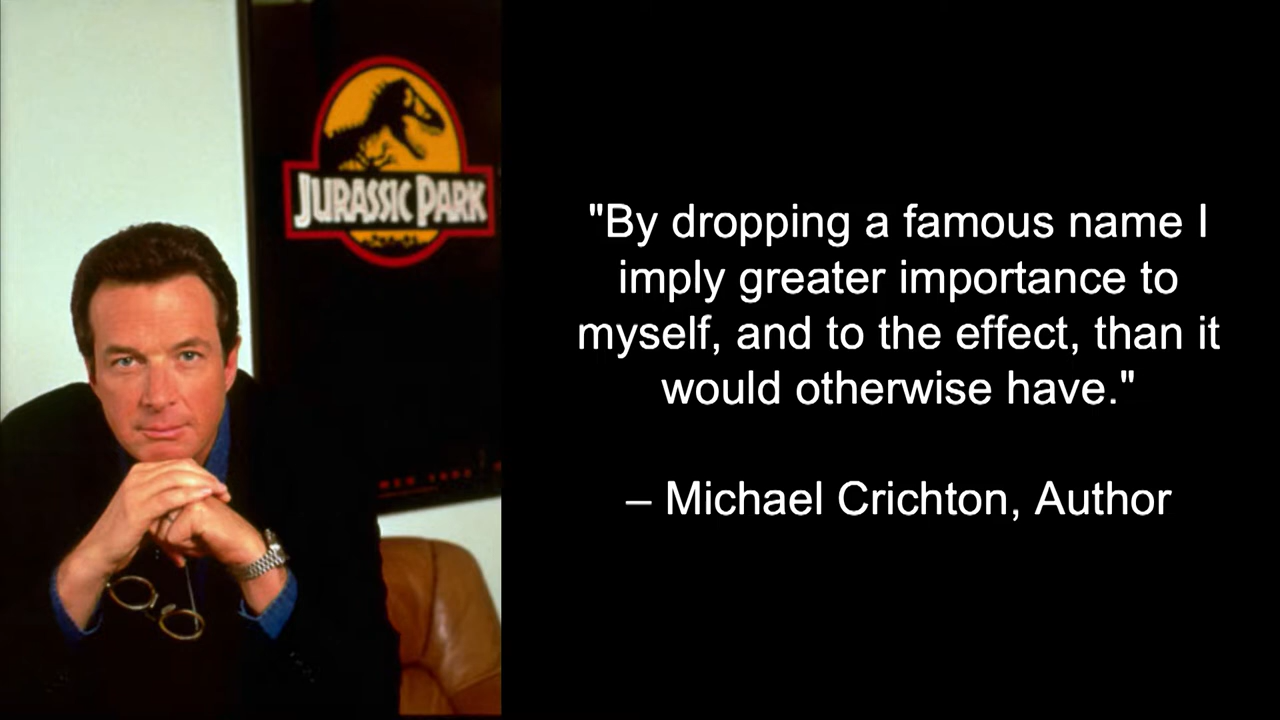 JURASSIC PARK
"By dropping a famous name I
imply greater importance to
myself, and to the effect, than it
would otherwise have."
– Michael Crichton, Author